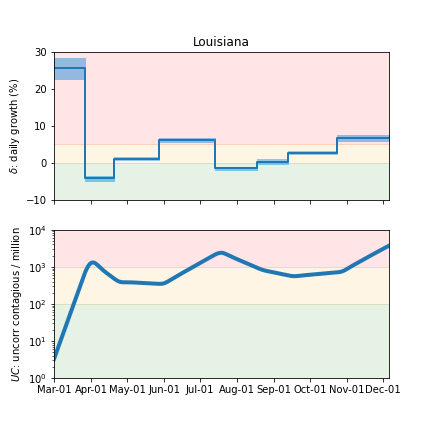 Louisiana
δ: daily growth (%)
30
20
10
0
−10
UC: uncorr contagious / million
10⁴
10³
10²
10¹
10⁰
Mar-01 Apr-01 May-01 Jun-01 Jul-01 Aug-01 Sep-01 Oct-01 Nov-01 Dec-01